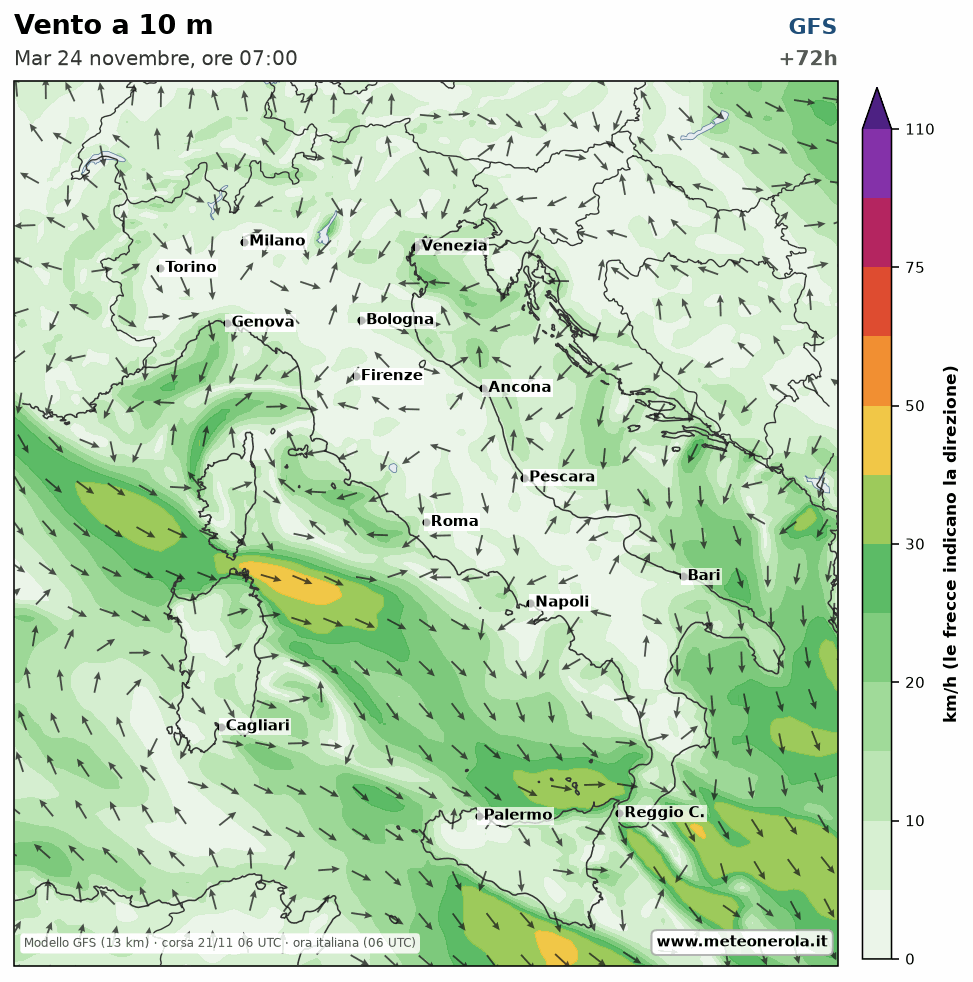 Vento a 10 m
GFS
Mar 24 novembre, ore 07:00
+72h
110
75
50
30
20
10
0
km/h (le frecce indicano la direzione)
Milano
Venezia
Torino
Genova
Bologna
Firenze
Ancona
Pescara
Roma
Bari
Napoli
Cagliari
Palermo
Reggio C.
Modello GFS (13 km) · corsa 21/11 06 UTC · ora italiana (06 UTC)
www.meteonerola.it